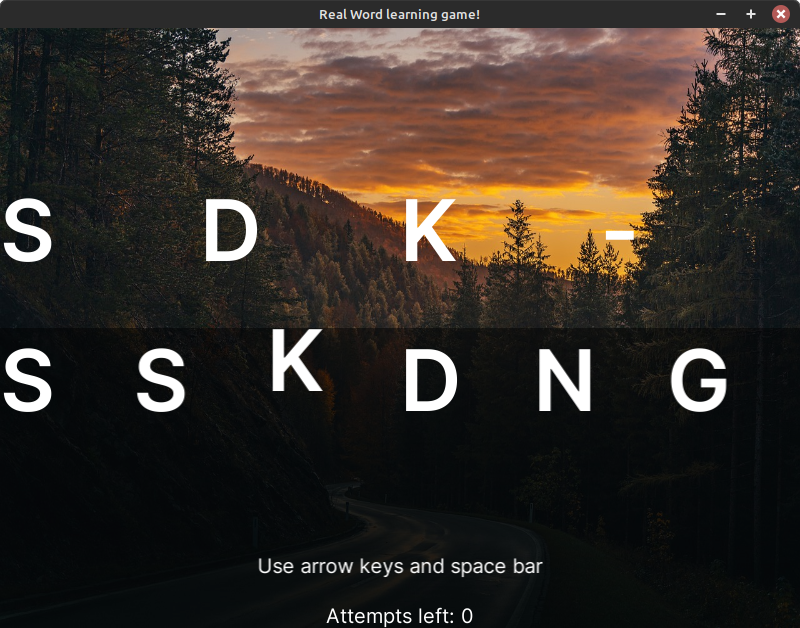 Real Word learning game!
S D K -
S S K D N G
Use arrow keys and space bar
Attempts left: 0